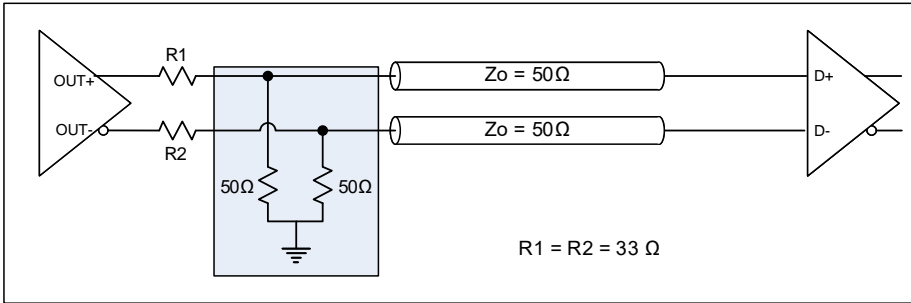 R1
OUT+
Zo = 50Ω
D+
OUT-
Zo = 50Ω
D-
R2
50Ω
50Ω
R1 = R2 = 33 Ω